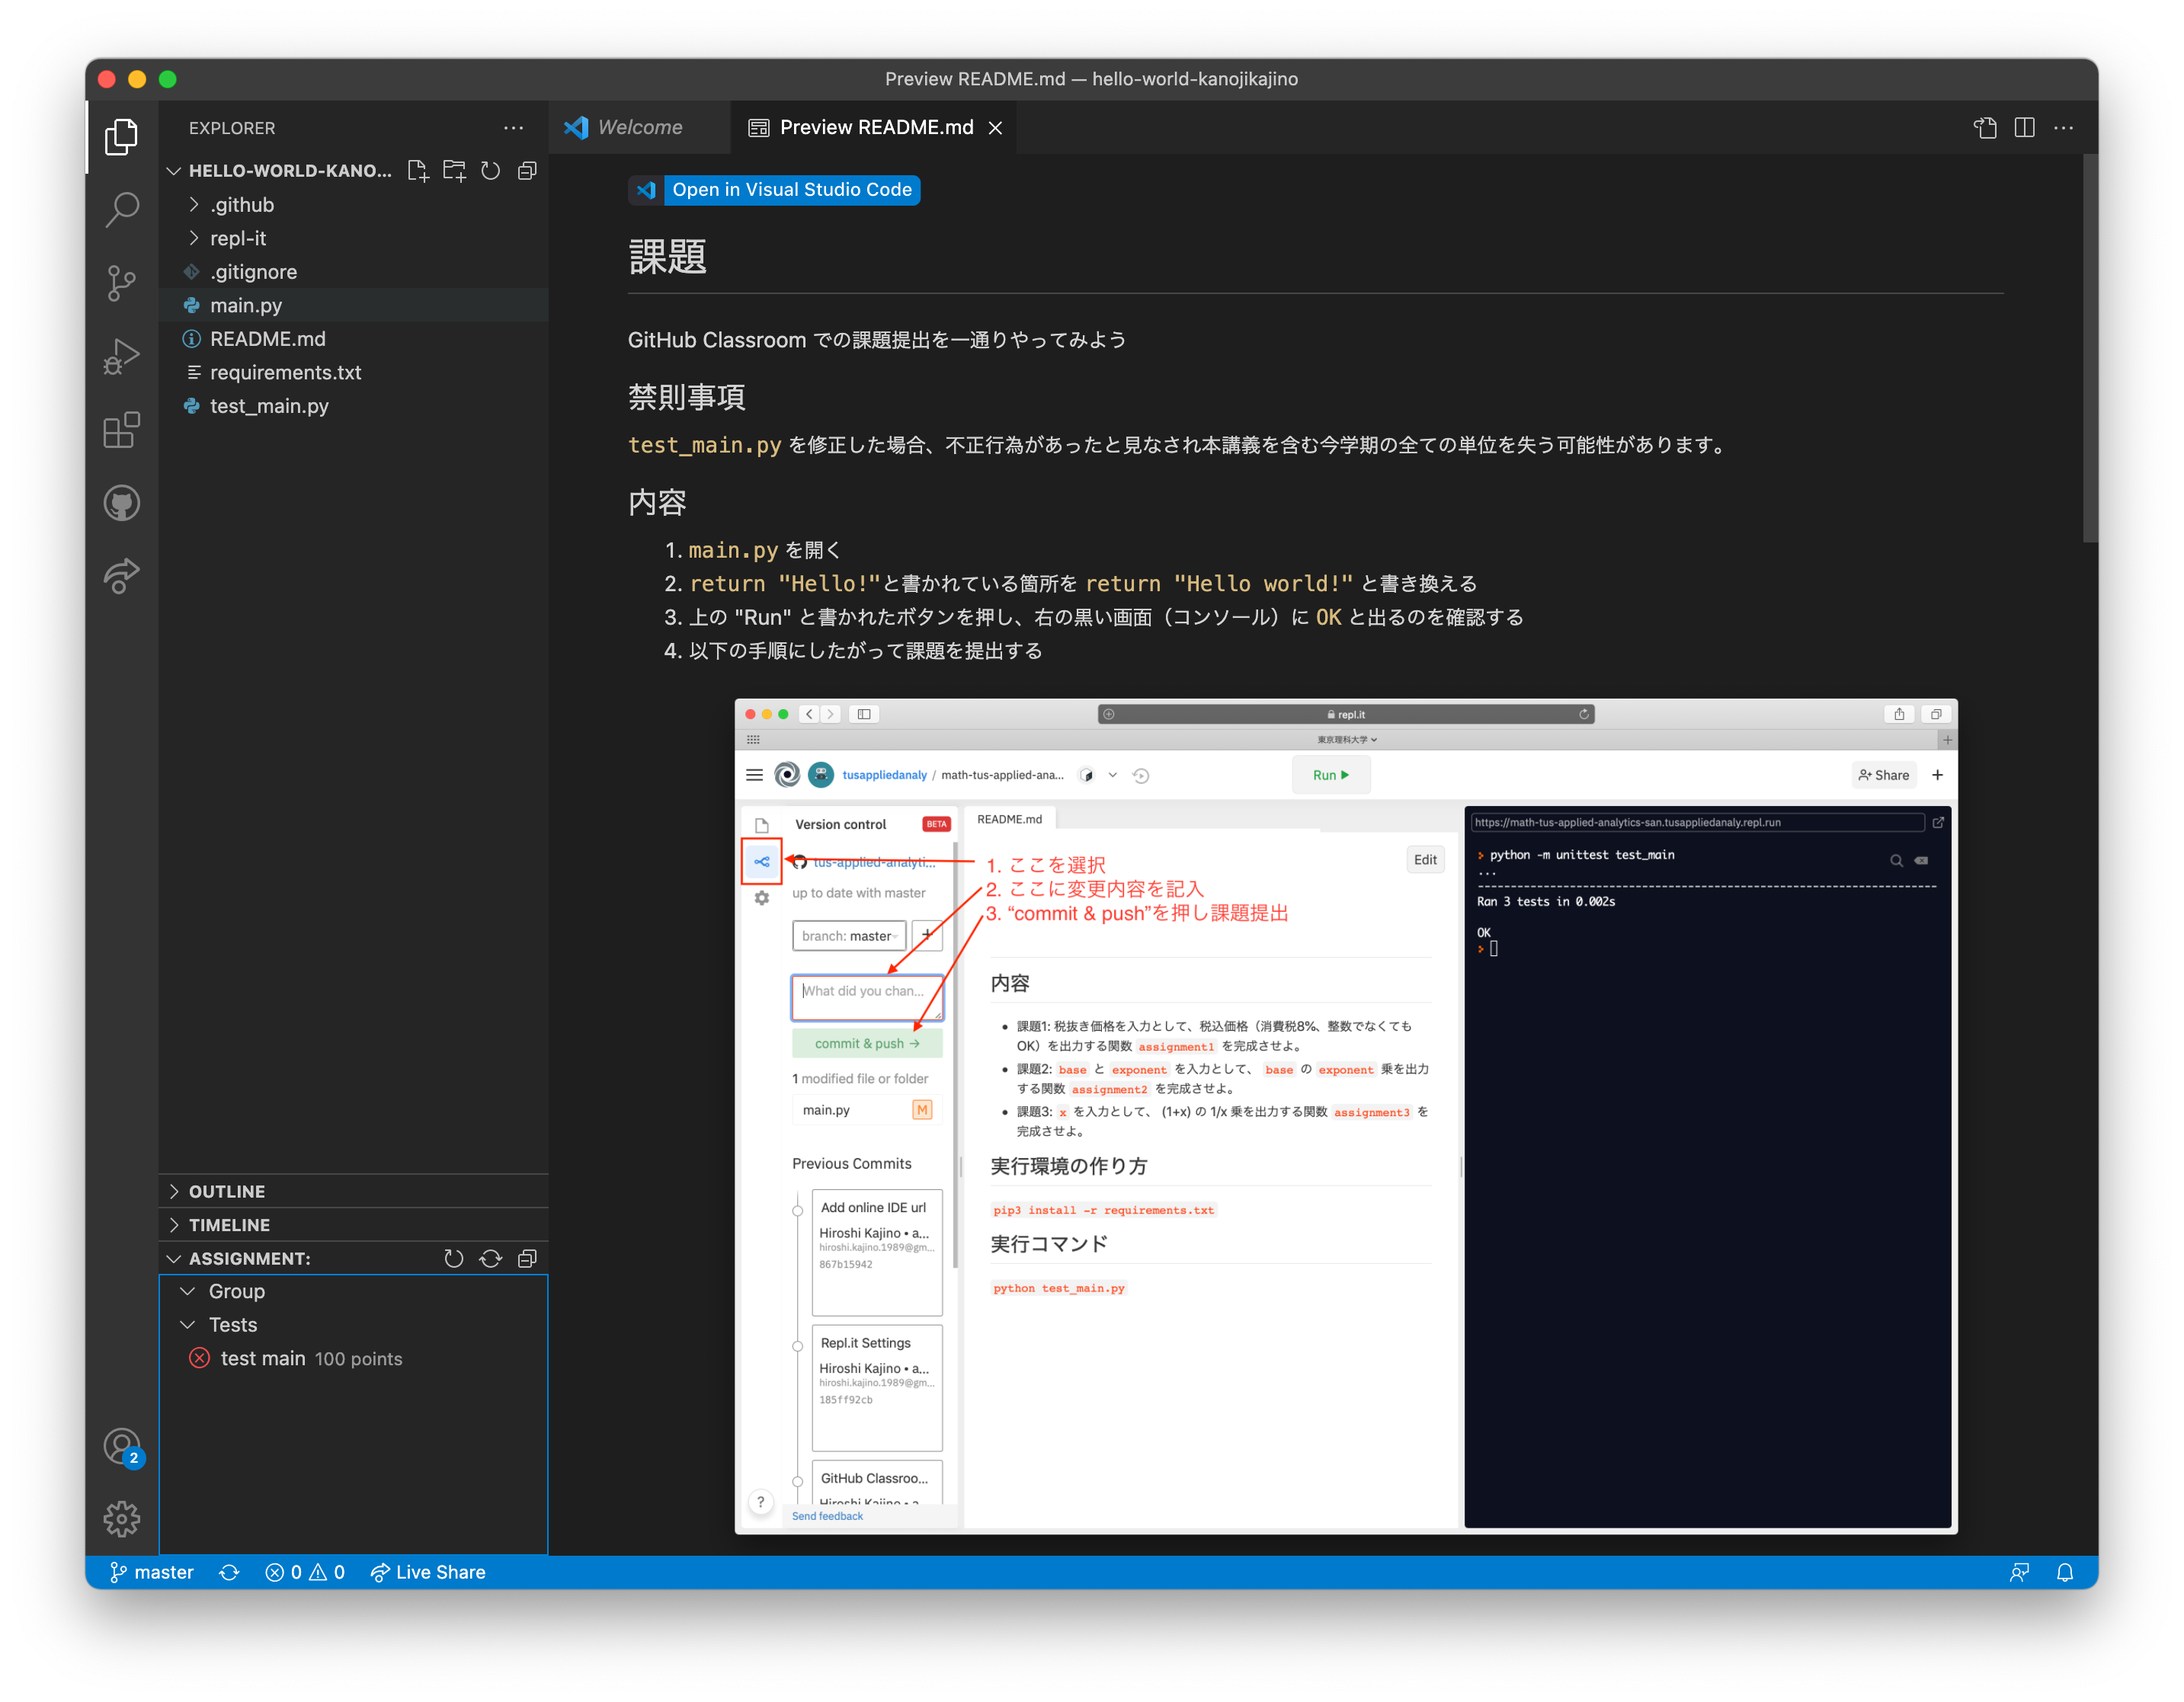 Preview README.md — hello-world-kanojikajino
EXPLORER
HELLO-WORLD-KANO...
.github
repl-it
.gitignore
main.py
README.md
requirements.txt
test_main.py
OUTLINE
TIMELINE
ASSIGNMENT:
Group
Tests
test main 100 points
2
Welcome
Preview README.md
Open in Visual Studio Code
課題
GitHub Classroom での課題提出を一通りやってみよう
禁則事項
test_main.py を修正した場合、不正行為があったと見なされ本講義を含む今学期の全ての単位を失う可能性があります。
内容
1. main.py を開く
2. return "Hello!"と書かれている箇所を return "Hello world!" と書き換える
3. 上の "Run" と書かれたボタンを押し、右の黒い画面（コンソール）に OK と出るのを確認する
4. 以下の手順にしたがって課題を提出する
repl.it
東京理科大学
tusappliedanaly / math-tus-applied-ana...
Run
Share
Version control BETA
tus-applied-analyti...
up to date with master
branch: master
What did you chan...
commit & push →
1 modified file or folder
main.py M
Previous Commits
Add online IDE url
Hiroshi Kajino • a...
hiroshi.kajino.1989@gm...
867b15942
Repl.it Settings
Hiroshi Kajino • a...
hiroshi.kajino.1989@gm...
185ff92cb
GitHub Classroo...
Hiroshi Kajino • a
?
Send feedback
README.md
Edit
1. ここを選択
2. ここに変更内容を記入
3. “commit & push”を押し課題提出
内容
課題1: 税抜き価格を入力として、税込価格（消費税8%、整数でなくても
OK）を出力する関数 assignment1 を完成させよ。
課題2: base と exponent を入力として、 base の exponent 乗を出力
する関数 assignment2 を完成させよ。
課題3: x を入力として、 (1+x) の 1/x 乗を出力する関数 assignment3 を
完成させよ。
実行環境の作り方
pip3 install -r requirements.txt
実行コマンド
python test_main.py
https://math-tus-applied-analytics-san.tusappliedanaly.repl.run
python -m unittest test_main
...
----------------------------------------------------------------------
Ran 3 tests in 0.002s
OK
master
0
0
Live Share